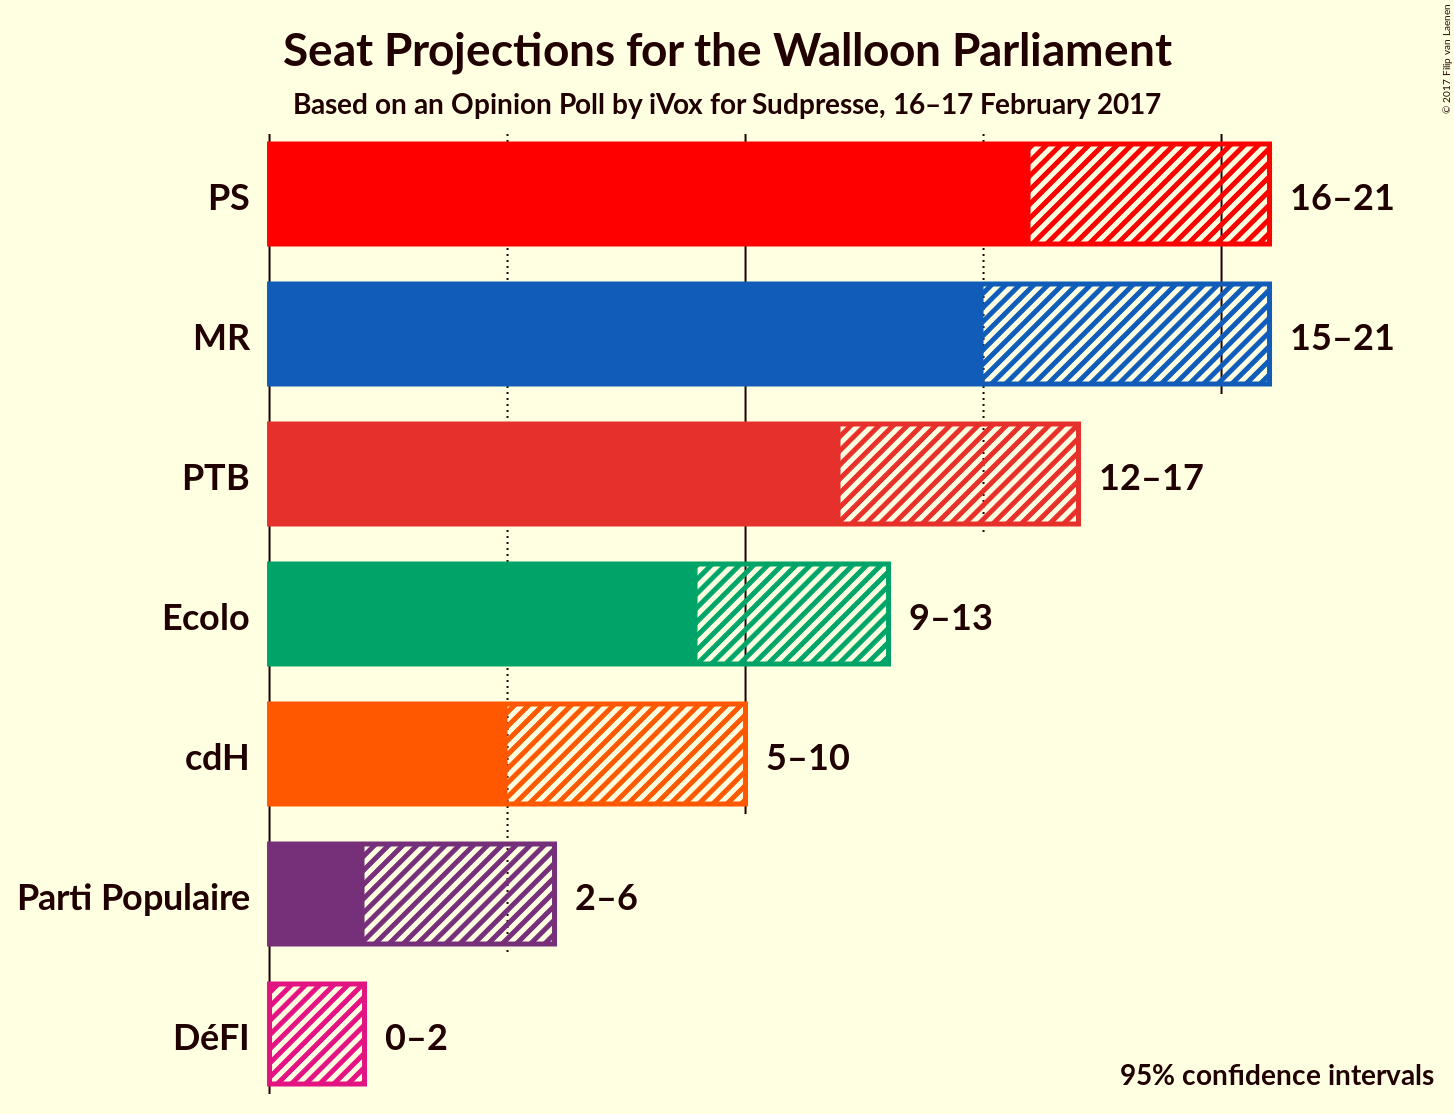 Seat Projections for the Walloon Parliament
Based on an Opinion Poll by iVox for Sudpresse, 16–17 February 2017
© 2017 Filip van Laenen
PS 16–21
MR 15–21
PTB 12–17
Ecolo 9–13
cdH 5–10
Parti Populaire 2–6
DéFI 0–2
95% confidence intervals